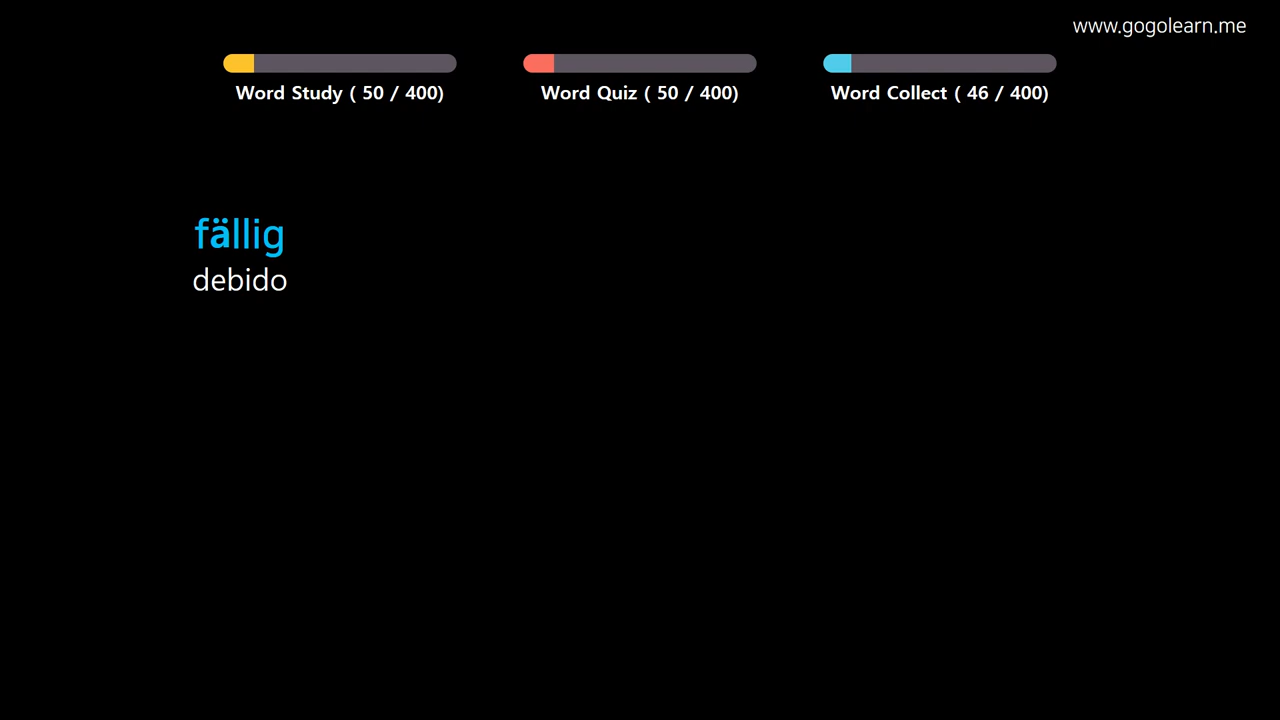 www.gogolearn.me
Word Study ( 50 / 400)
Word Quiz ( 50 / 400)
Word Collect ( 46 / 400)
fällig
debido